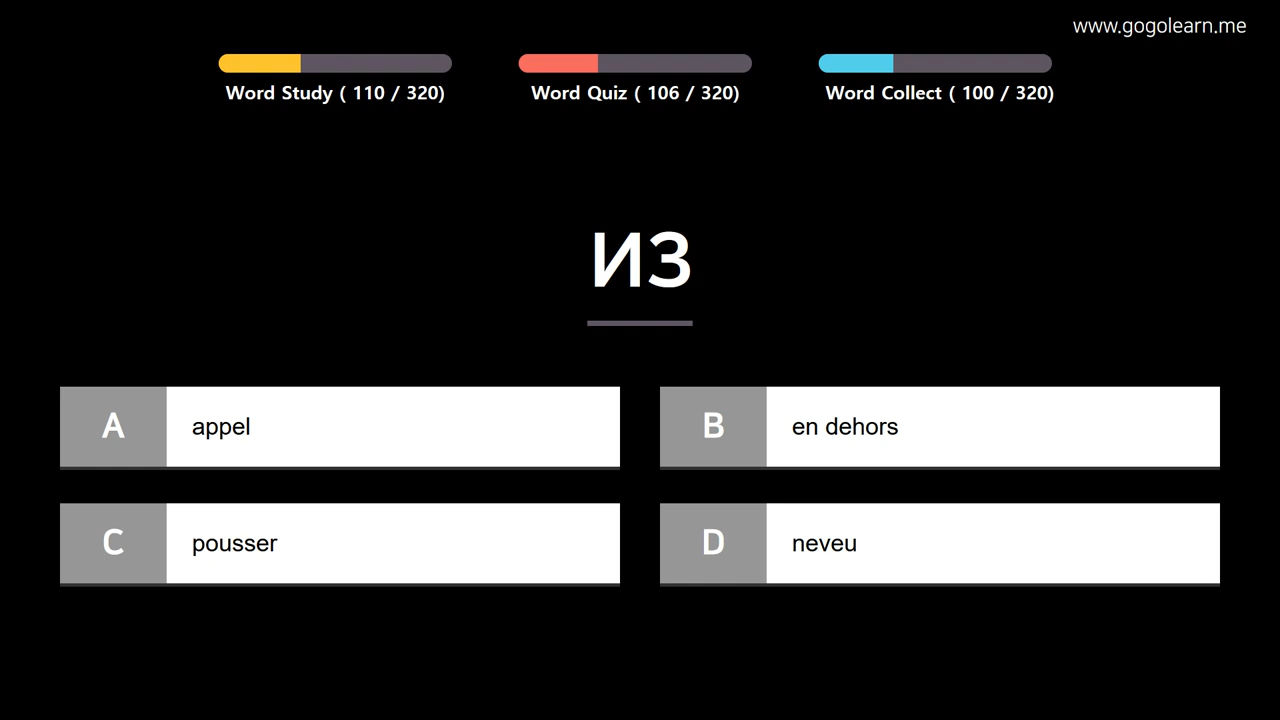 www.gogolearn.me
Word Study ( 110 / 320)
Word Quiz ( 106 / 320)
Word Collect ( 100 / 320)
из
A appel
B en dehors
C pousser
D neveu